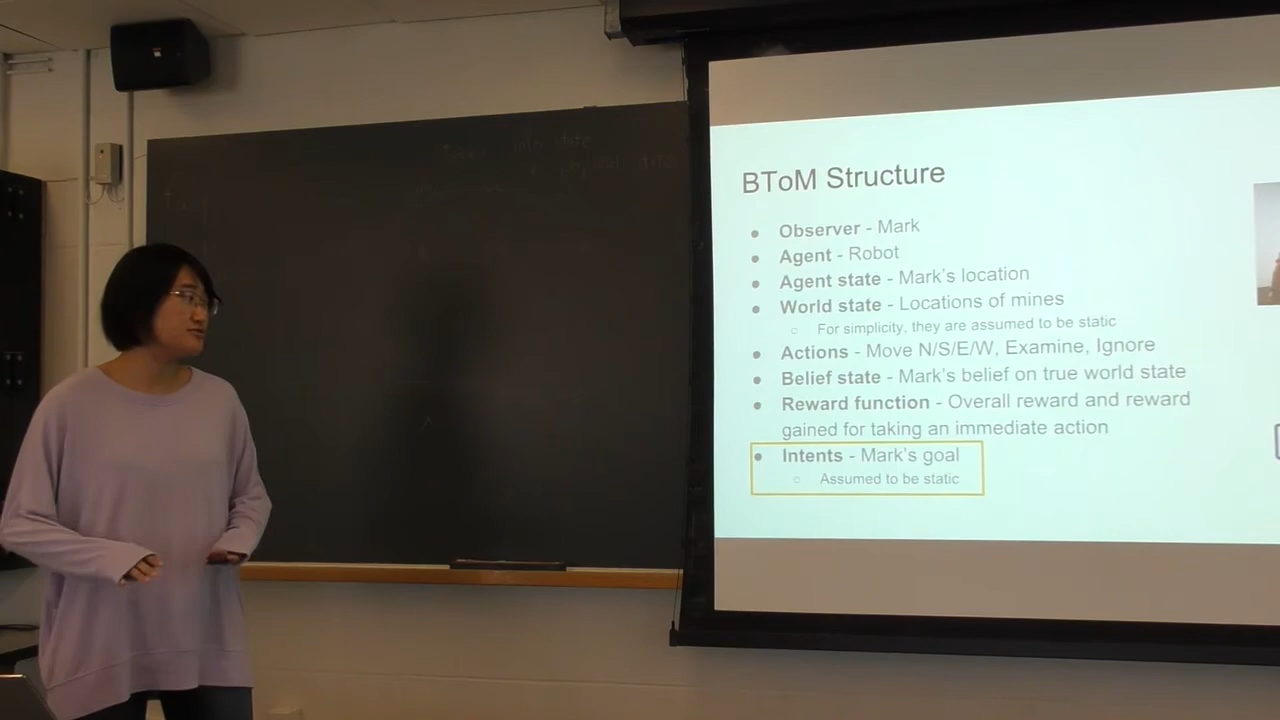 BToM Structure
● Observer - Mark
● Agent - Robot
● Agent state - Mark's location
● World state - Locations of mines
○ For simplicity, they are assumed to be static
● Actions - Move N/S/E/W, Examine, Ignore
● Belief state - Mark's belief on true world state
● Reward function - Overall reward and reward
gained for taking an immediate action
● Intents - Mark's goal
○ Assumed to be static